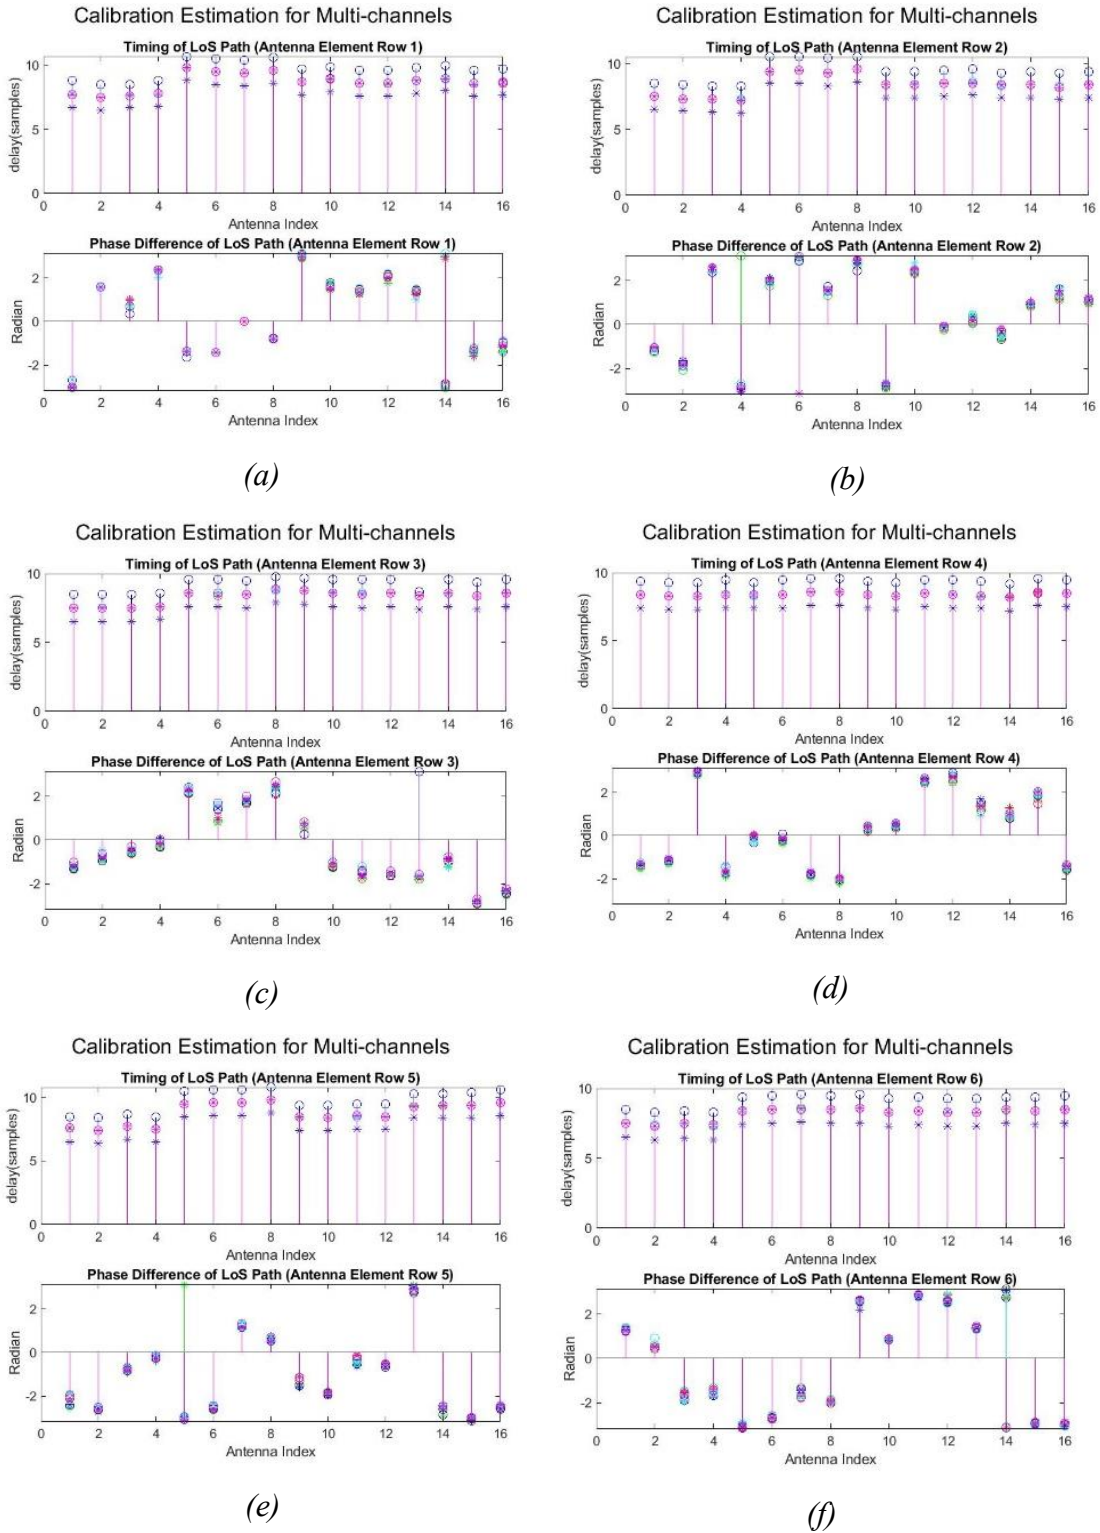 Calibration Estimation for Multi-channels
Timing of LoS Path (Antenna Element Row 1)
10
5
0
delay(samples)
0 2 4 6 8 10 12 14 16
Antenna Index
Phase Difference of LoS Path (Antenna Element Row 1)
2
0
-2
Radian
0 2 4 6 8 10 12 14 16
Antenna Index
(a)
Calibration Estimation for Multi-channels
Timing of LoS Path (Antenna Element Row 2)
10
5
0
delay(samples)
0 2 4 6 8 10 12 14 16
Antenna Index
Phase Difference of LoS Path (Antenna Element Row 2)
2
0
-2
Radian
0 2 4 6 8 10 12 14 16
Antenna Index
(b)
Calibration Estimation for Multi-channels
Timing of LoS Path (Antenna Element Row 3)
10
5
0
delay(samples)
0 2 4 6 8 10 12 14 16
Antenna Index
Phase Difference of LoS Path (Antenna Element Row 3)
2
0
-2
Radian
0 2 4 6 8 10 12 14 16
Antenna Index
(c)
Calibration Estimation for Multi-channels
Timing of LoS Path (Antenna Element Row 4)
10
5
0
delay(samples)
0 2 4 6 8 10 12 14 16
Antenna Index
Phase Difference of LoS Path (Antenna Element Row 4)
2
0
-2
Radian
0 2 4 6 8 10 12 14 16
Antenna Index
(d)
Calibration Estimation for Multi-channels
Timing of LoS Path (Antenna Element Row 5)
10
5
0
delay(samples)
0 2 4 6 8 10 12 14 16
Antenna Index
Phase Difference of LoS Path (Antenna Element Row 5)
2
0
-2
Radian
0 2 4 6 8 10 12 14 16
Antenna Index
(e)
Calibration Estimation for Multi-channels
Timing of LoS Path (Antenna Element Row 6)
10
5
0
delay(samples)
0 2 4 6 8 10 12 14 16
Antenna Index
Phase Difference of LoS Path (Antenna Element Row 6)
2
0
-2
Radian
0 2 4 6 8 10 12 14 16
Antenna Index
(f)